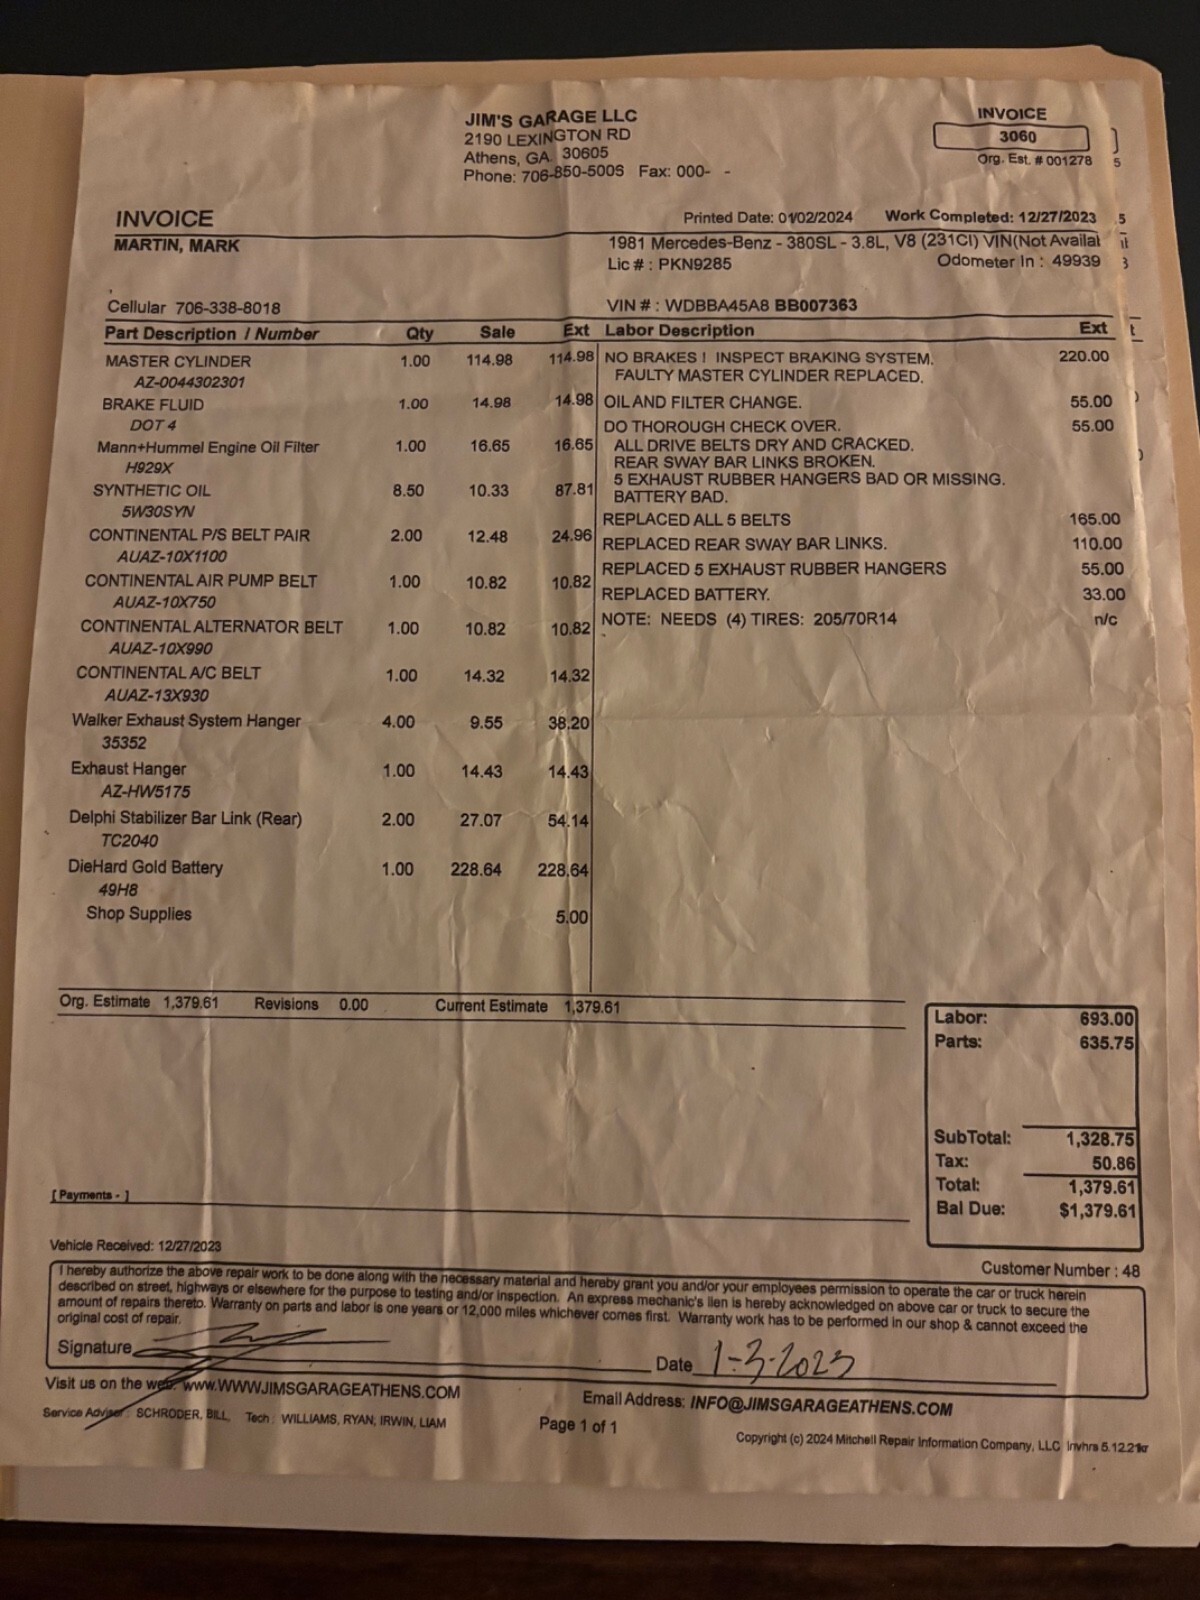 JIM'S GARAGE LLC
2190 LEXINGTON RD
Athens, GA 30605
Phone: 706-850-5005 Fax: 000- -
INVOICE
3060
Org. Est. # 001278
5
INVOICE
Printed Date: 01/02/2024 Work Completed: 12/27/2023
5
MARTIN, MARK
1981 Mercedes-Benz - 380SL - 3.8L, V8 (231CI) VIN(Not Availal
Lic # : PKN9285 Odometer In : 49939
3
Cellular 706-338-8018
VIN # : WDBBA45A8 BB007363
Part Description / Number Qty Sale Ext Labor Description Ext
t
MASTER CYLINDER 1.00 114.98 114.98
AZ-0044302301
BRAKE FLUID 1.00 14.98 14.98
DOT 4
Mann+Hummel Engine Oil Filter 1.00 16.65 16.65
H929X
SYNTHETIC OIL 8.50 10.33 87.81
5W30SYN
CONTINENTAL P/S BELT PAIR 2.00 12.48 24.96
AUAZ-10X1100
CONTINENTAL AIR PUMP BELT 1.00 10.82 10.82
AUAZ-10X750
CONTINENTAL ALTERNATOR BELT 1.00 10.82 10.82
AUAZ-10X990
CONTINENTAL A/C BELT 1.00 14.32 14.32
AUAZ-13X930
Walker Exhaust System Hanger 4.00 9.55 38.20
35352
Exhaust Hanger 1.00 14.43 14.43
AZ-HW5175
Delphi Stabilizer Bar Link (Rear) 2.00 27.07 54.14
TC2040
DieHard Gold Battery 1.00 228.64 228.64
49H8
Shop Supplies 5.00
NO BRAKES ! INSPECT BRAKING SYSTEM. 220.00
FAULTY MASTER CYLINDER REPLACED.
OIL AND FILTER CHANGE. 55.00
DO THOROUGH CHECK OVER. 55.00
ALL DRIVE BELTS DRY AND CRACKED.
REAR SWAY BAR LINKS BROKEN.
5 EXHAUST RUBBER HANGERS BAD OR MISSING.
BATTERY BAD.
REPLACED ALL 5 BELTS 165.00
REPLACED REAR SWAY BAR LINKS. 110.00
REPLACED 5 EXHAUST RUBBER HANGERS 55.00
REPLACED BATTERY. 33.00
NOTE: NEEDS (4) TIRES: 205/70R14 n/c
Org. Estimate 1,379.61 Revisions 0.00 Current Estimate 1,379.61
Labor: 693.00
Parts: 635.75
SubTotal: 1,328.75
Tax: 50.86
Total: 1,379.61
Bal Due: $1,379.61
[ Payments - ]
Vehicle Received: 12/27/2023
Customer Number : 48
I hereby authorize the above repair work to be done along with the necessary material and hereby grant you and/or your employees permission to operate the car or truck herein
described on street, highways or elsewhere for the purpose to testing and/or inspection. An express mechanic's lien is hereby acknowledged on above car or truck to secure the
amount of repairs thereto. Warranty on parts and labor is one years or 12,000 miles whichever comes first. Warranty work has to be performed in our shop & cannot exceed the
original cost of repair.
Signature Date 1-3-2023
Visit us on the web: www.WWW.JIMSGARAGEATHENS.COM
Email Address: INFO@JIMSGARAGEATHENS.COM
Service Advisor : SCHRODER, BILL, Tech : WILLIAMS, RYAN; IRWIN, LIAM
Page 1 of 1
Copyright (c) 2024 Mitchell Repair Information Company, LLC Invhrs 5.12.21kr